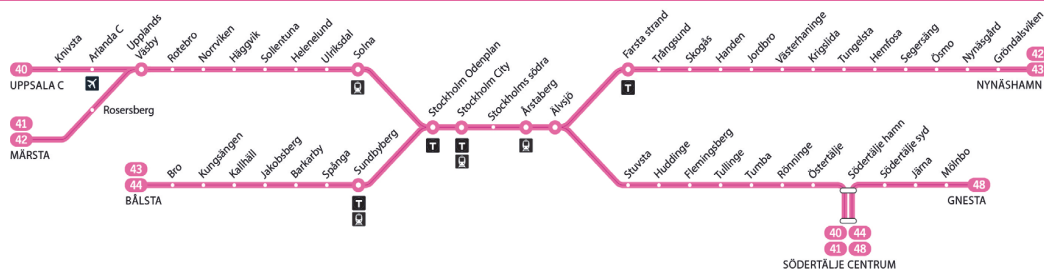 Knivsta
Arlanda C
Upplands
Väsby
Rotebro
Norrviken
Häggvik
Sollentuna
Helenelund
Ulriksdal
Solna
40
UPPSALA C
Rosersberg
41
42
MÄRSTA
43
44
BÅLSTA
Bro
Kungsängen
Kallhäll
Jakobsberg
Barkarby
Spånga
Sundbyberg
T
Stockholm Odenplan
T
Stockholm City
T
Stockholms södra
Årstaberg
Älvsjö
Farsta strand
T
Trångsund
Skogås
Handen
Jordbro
Västerhaninge
Krigslida
Tungelsta
Hemfosa
Segersäng
Ösmo
Nynäsgård
Gröndalsviken
42
43
NYNÄSHAMN
Stuvsta
Huddinge
Flemingsberg
Tullinge
Tumba
Rönninge
Östertälje
Södertälje hamn
Södertälje syd
Järna
Mölnbo
48
GNESTA
40 44
41 48
SÖDERTÄLJE CENTRUM